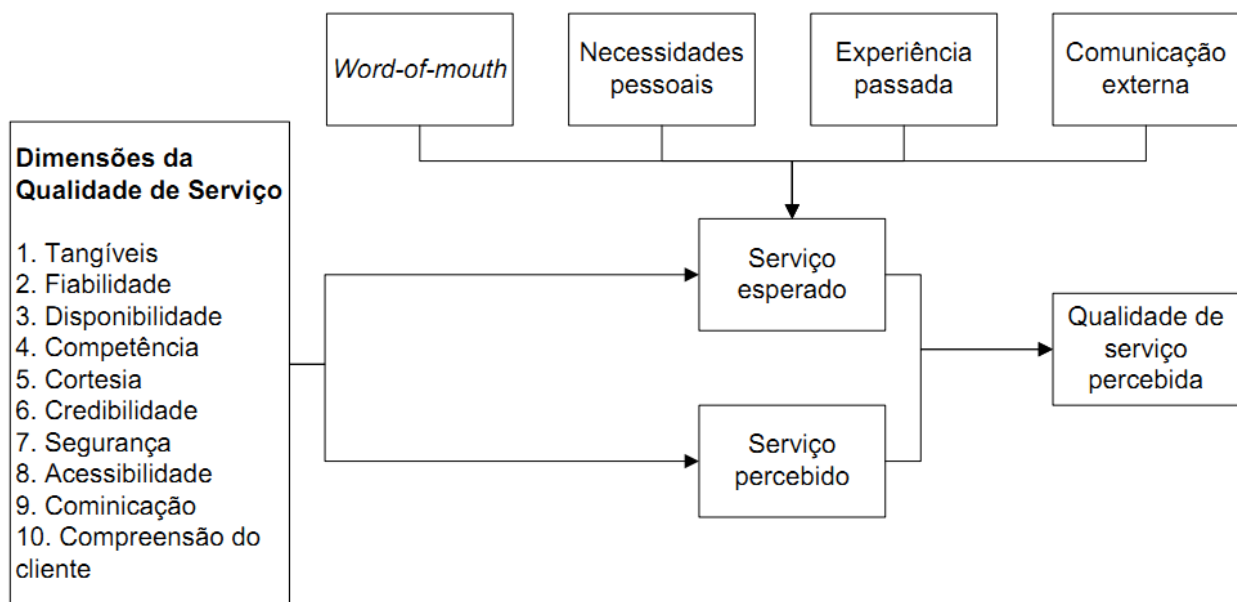 Word-of-mouth
Necessidades
pessoais
Experiência
passada
Comunicação
externa
Dimensões da
Qualidade de Serviço
1. Tangíveis
2. Fiabilidade
3. Disponibilidade
4. Competência
5. Cortesia
6. Credibilidade
7. Segurança
8. Acessibilidade
9. Cominicação
10. Compreensão do
cliente
Serviço
esperado
Serviço
percebido
Qualidade de
serviço
percebida